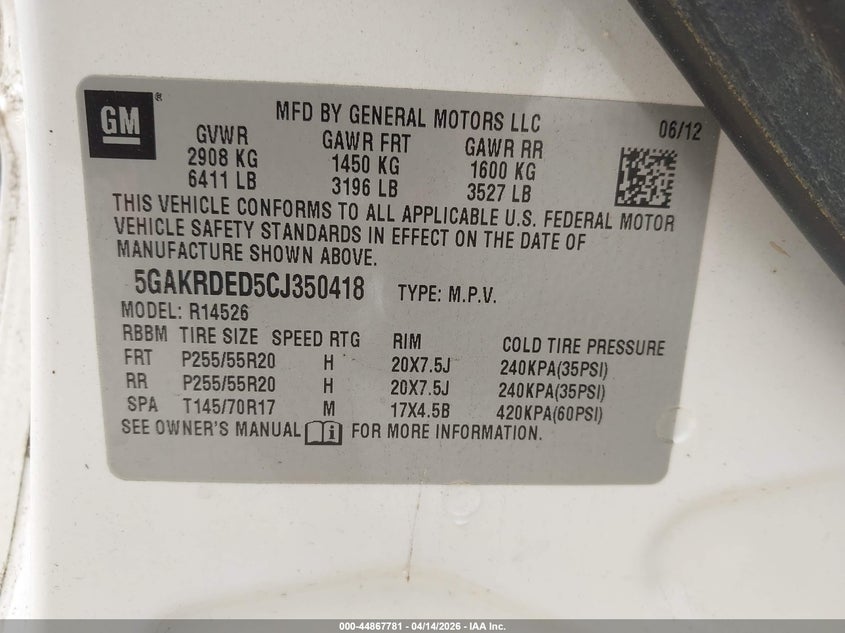 GM®
MFD BY GENERAL MOTORS LLC 06/12
GVWR GAWR FRT GAWR RR
2908 KG 1450 KG 1600 KG
6411 LB 3196 LB 3527 LB
THIS VEHICLE CONFORMS TO ALL APPLICABLE U.S. FEDERAL MOTOR
VEHICLE SAFETY STANDARDS IN EFFECT ON THE DATE OF
MANUFACTURE SHOWN ABOVE.
5GAKRDED5CJ350418 TYPE: M.P.V.
MODEL: R14526
RBBM TIRE SIZE SPEED RTG RIM COLD TIRE PRESSURE
FRT P255/55R20 H 20X7.5J 240KPA(35PSI)
RR P255/55R20 H 20X7.5J 240KPA(35PSI)
SPA T145/70R17 M 17X4.5B 420KPA(60PSI)
SEE OWNER'S MANUAL i FOR MORE INFORMATION.
000-44867781 - 04/14/2026 - IAA Inc.